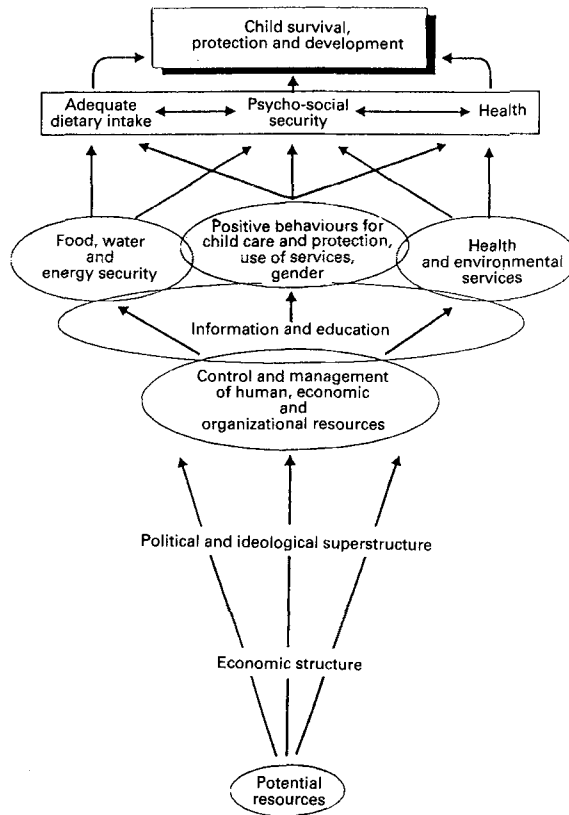 Child survival,
protection and development
Adequate
dietary intake
Psycho-social
security
Health
Food, water
and
energy security
Positive behaviours for
child care and protection,
use of services,
gender
Health
and environmental
services
Information and education
Control and management
of human, economic
and
organizational resources
Political and ideological superstructure
Economic structure
Potential
resources